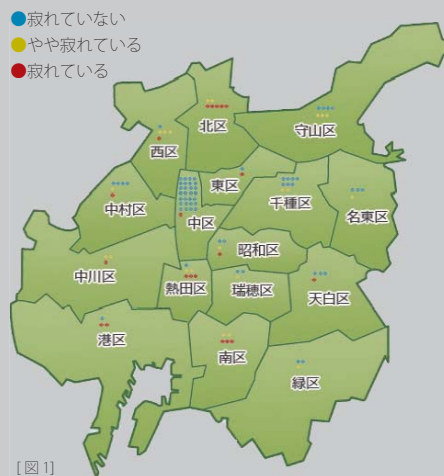 ●寂れていない
●やや寂れている
●寂れている
北区
守山区
西区
東区
中村区
中区
千種区
名東区
昭和区
中川区
熱田区
瑞穂区
天白区
港区
南区
緑区
[図1]